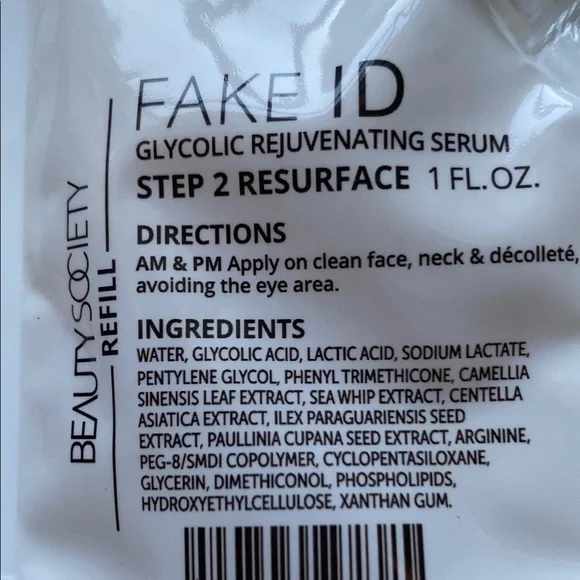 FAKE ID
GLYCOLIC REJUVENATING SERUM
STEP 2 RESURFACE 1 FL.OZ.
DIRECTIONS
AM & PM Apply on clean face, neck & décolleté,
avoiding the eye area.
INGREDIENTS
WATER, GLYCOLIC ACID, LACTIC ACID, SODIUM LACTATE,
PENTYLENE GLYCOL, PHENYL TRIMETHICONE, CAMELLIA
SINENSIS LEAF EXTRACT, SEA WHIP EXTRACT, CENTELLA
ASIATICA EXTRACT, ILEX PARAGUARIENSIS SEED
EXTRACT, PAULLINIA CUPANA SEED EXTRACT, ARGININE,
PEG-8/SMDI COPOLYMER, CYCLOPENTASILOXANE,
GLYCERIN, DIMETHICONOL, PHOSPHOLIPIDS,
HYDROXYETHYLCELLULOSE, XANTHAN GUM.
BEAUTY SOCIETY
REFILL